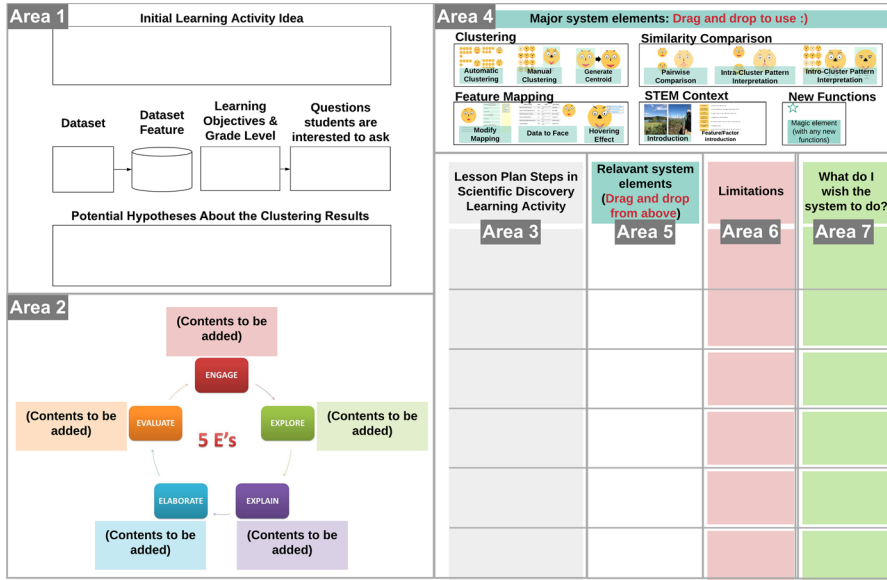 Area 1
Initial Learning Activity Idea
Dataset
Dataset
Feature
Learning
Objectives &
Grade Level
Questions
students are
interested to ask
Potential Hypotheses About the Clustering Results
Area 2
(Contents to be
added)
ENGAGE
(Contents to be
added)
EVALUATE
5 E's
EXPLORE
(Contents to be
added)
ELABORATE
EXPLAIN
(Contents to be
added)
(Contents to be
added)
Area 4
Major system elements: Drag and drop to use :)
Clustering
Automatic
Clustering
Manual
Clustering
Generate
Centroid
Similarity Comparison
Pairwise
Comparison
Intra-Cluster Pattern
Interpretation
Intro-Cluster Pattern
Interpretation
Feature Mapping
Modify
Mapping
Data to Face
Hovering
Effect
STEM Context
Introduction
Feature/Factor
introduction
New Functions
Magic element
(with any new
functions)
Lesson Plan Steps in
Scientific Discovery
Learning Activity
Area 3
Relavant system
elements
(Drag and drop
from above)
Area 5
Limitations
Area 6
What do I
wish the
system to do?
Area 7